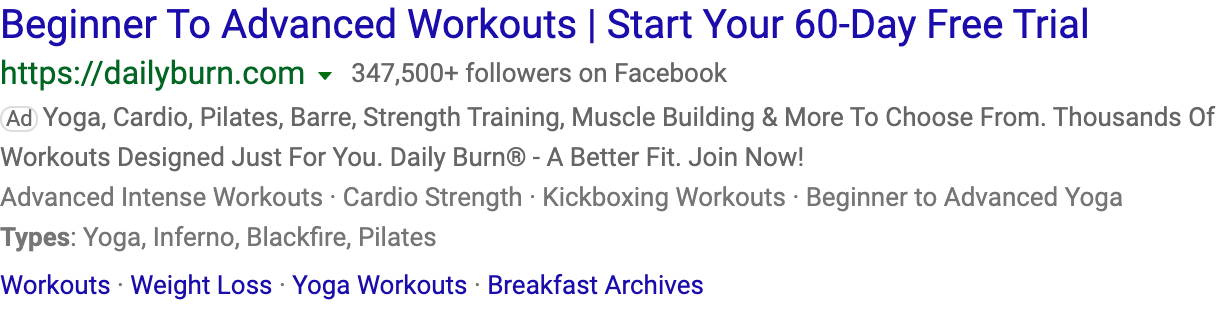 Beginner To Advanced Workouts | Start Your 60-Day Free Trial
https://dailyburn.com 347,500+ followers on Facebook
Ad Yoga, Cardio, Pilates, Barre, Strength Training, Muscle Building & More To Choose From. Thousands Of
Workouts Designed Just For You. Daily Burn® - A Better Fit. Join Now!
Advanced Intense Workouts · Cardio Strength · Kickboxing Workouts · Beginner to Advanced Yoga
Types: Yoga, Inferno, Blackfire, Pilates
Workouts · Weight Loss · Yoga Workouts · Breakfast Archives